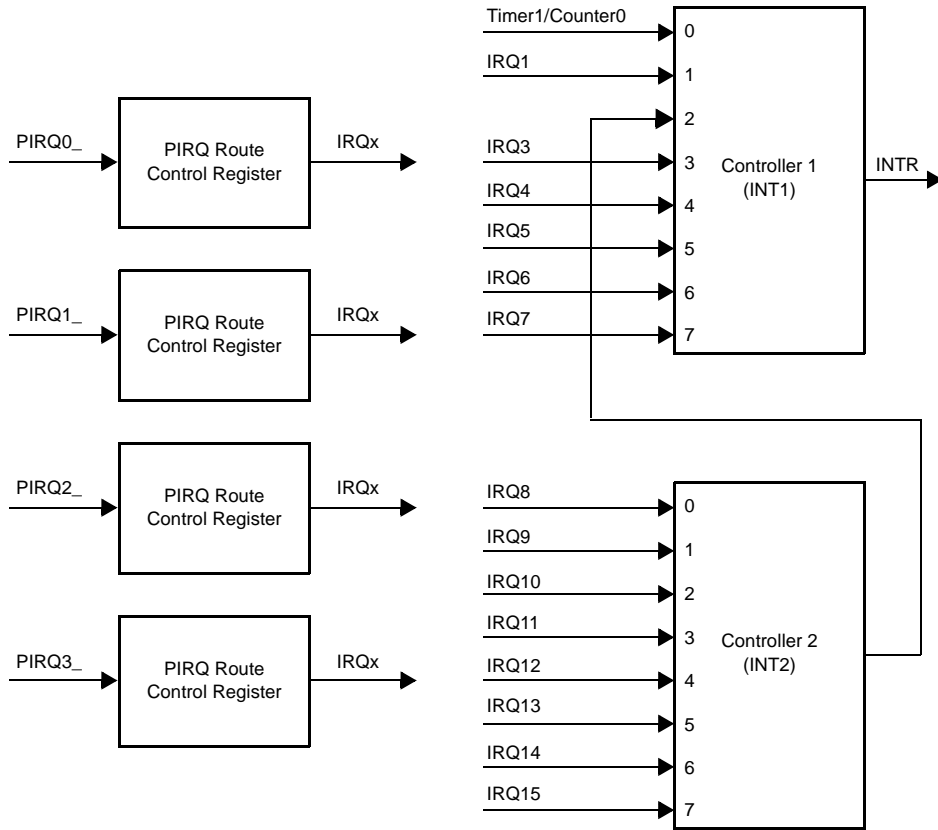 PIRQ0_
PIRQ Route
Control Register
IRQx
PIRQ1_
PIRQ Route
Control Register
IRQx
PIRQ2_
PIRQ Route
Control Register
IRQx
PIRQ3_
PIRQ Route
Control Register
IRQx
Timer1/Counter0
0
IRQ1
1
2
IRQ3
3
IRQ4
4
IRQ5
5
IRQ6
6
IRQ7
7
Controller 1
(INT1)
INTR
IRQ8
0
IRQ9
1
IRQ10
2
IRQ11
3
IRQ12
4
IRQ13
5
IRQ14
6
IRQ15
7
Controller 2
(INT2)